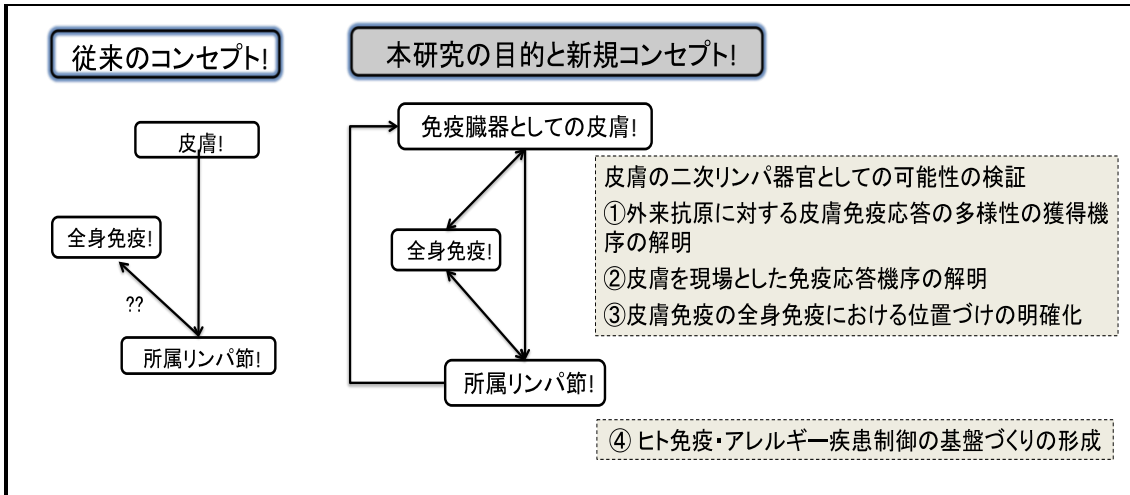 従来のコンセプト!
本研究の目的と新規コンセプト!
皮膚!
全身免疫!
??
所属リンパ節!
免疫臓器としての皮膚!
全身免疫!
所属リンパ節!
皮膚の二次リンパ器官としての可能性の検証
①外来抗原に対する皮膚免疫応答の多様性の獲得機
序の解明
②皮膚を現場とした免疫応答機序の解明
③皮膚免疫の全身免疫における位置づけの明確化
④ ヒト免疫・アレルギー疾患制御の基盤づくりの形成